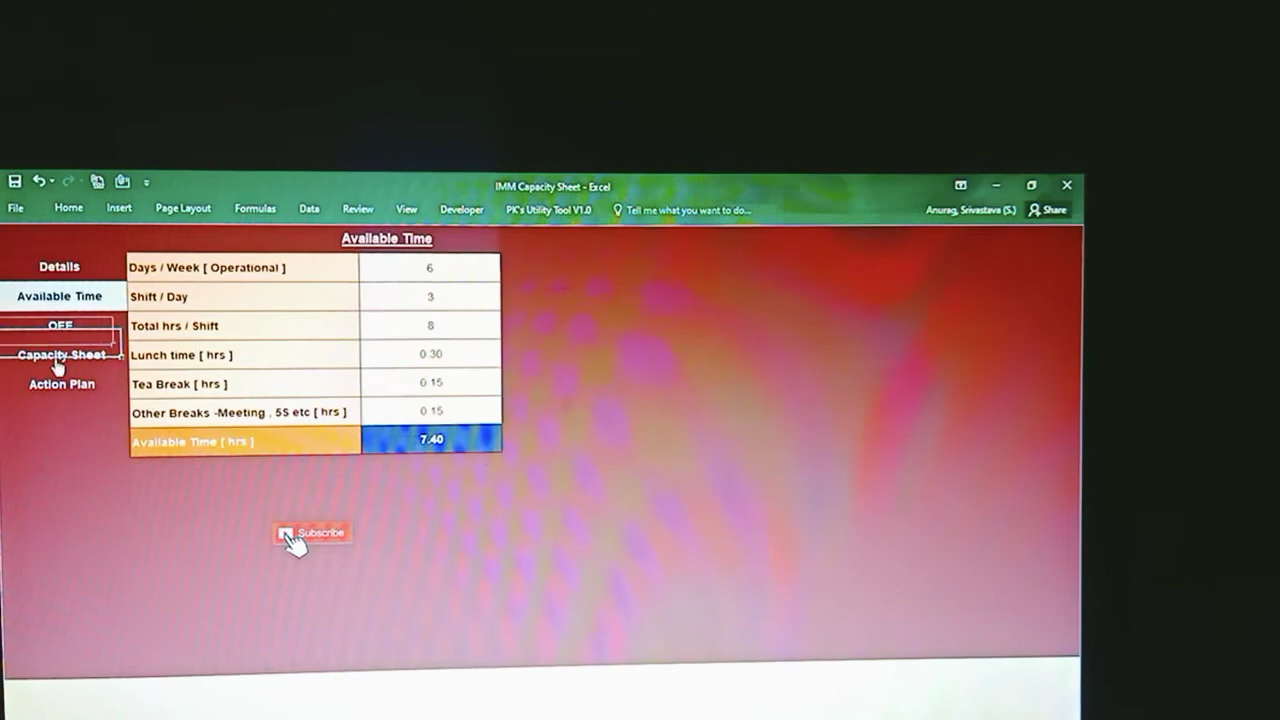 IMM Capacity Sheet - Excel
File Home Insert Page Layout Formulas Data Review View Developer PK's Utility Tool V1.0 Tell me what you want to do... Anurag, Srivastava (S.) Share
Available Time
Details
Days / Week [ Operational ] 6
Available Time
Shift / Day 3
OEE
Total hrs / Shift 8
Capacity Sheet
Lunch time [ hrs ] 0.30
Action Plan
Tea Break [ hrs ] 0.15
Other Breaks -Meeting , 5S etc [ hrs ] 0.15
Available Time [ hrs ] 7.40
Subscribe